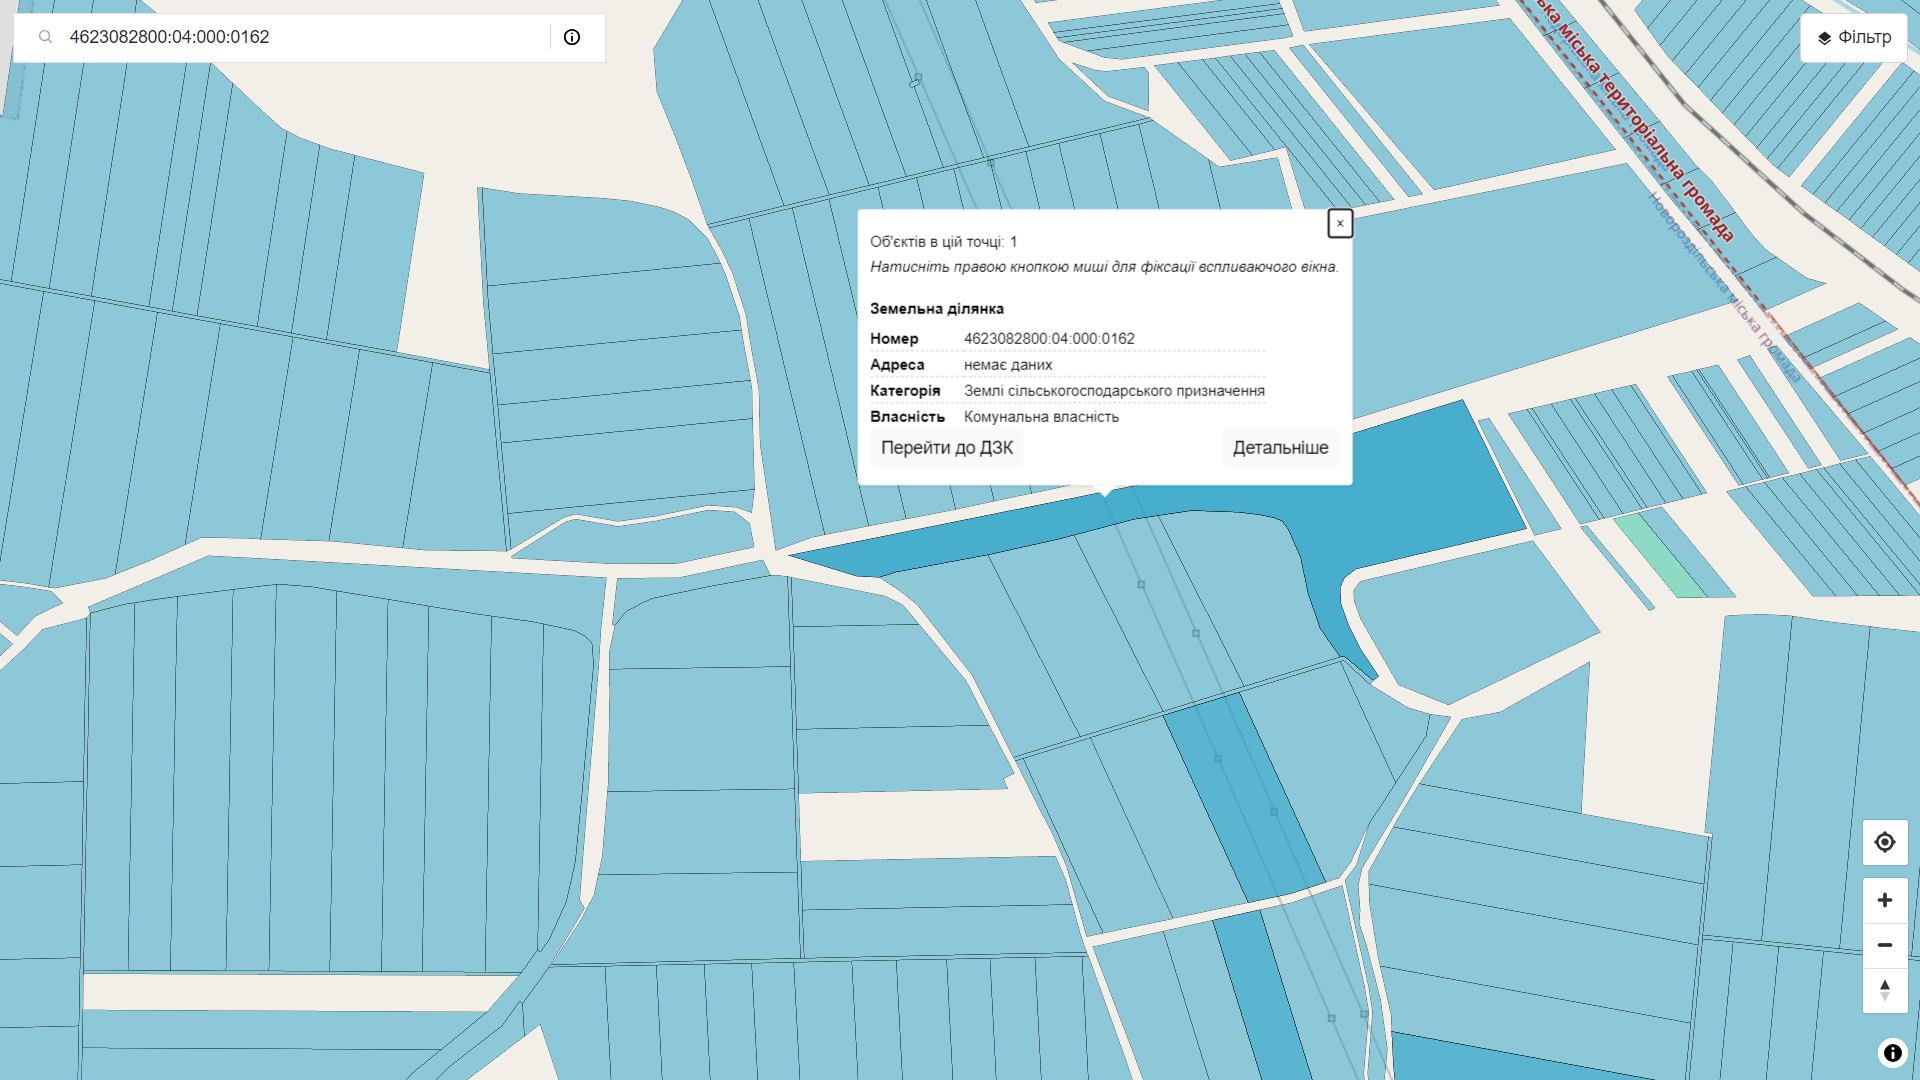 4623082800:04:000:0162
Фільтр
ька міська територіальна громада
Новороздільська міська громада
×
Об'єктів в цій точці: 1
Натисніть правою кнопкою миші для фіксації вспливаючого вікна.
Земельна ділянка
Номер 4623082800:04:000:0162
Адреса немає даних
Категорія Землі сільськогосподарського призначення
Власність Комунальна власність
Перейти до ДЗК Детальніше